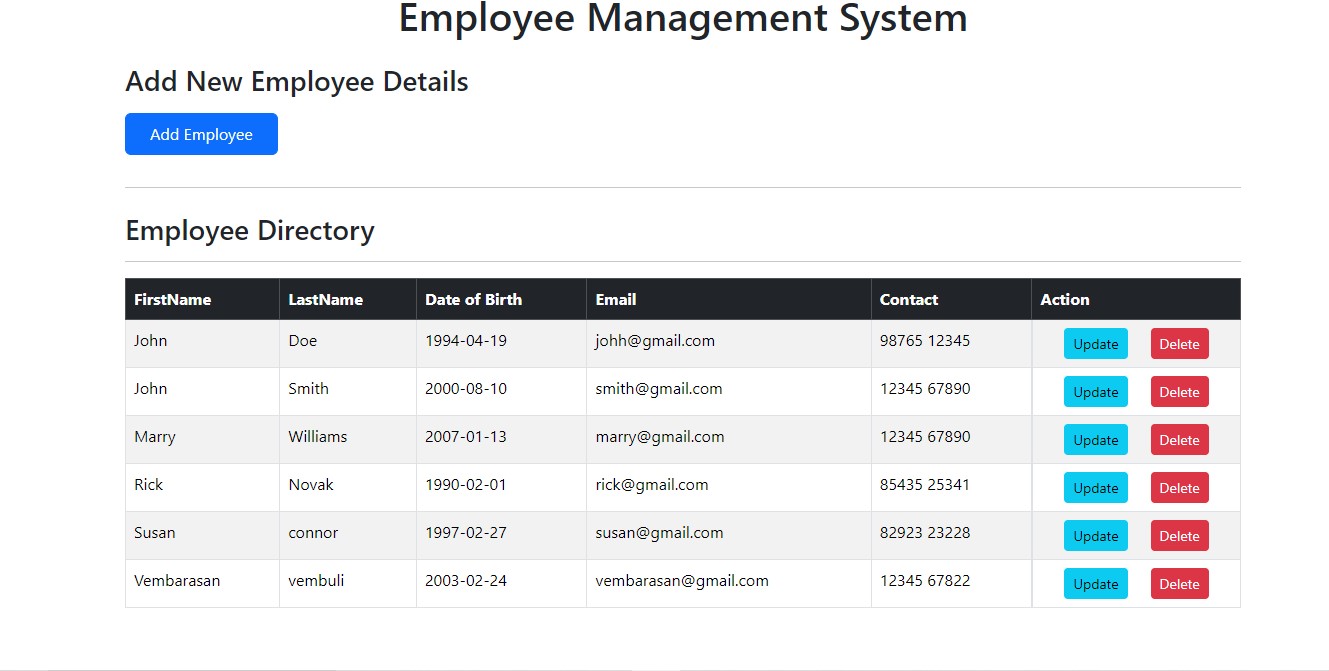 Employee Management System
Add New Employee Details
Add Employee
Employee Directory
FirstName LastName Date of Birth Email Contact Action
John Doe 1994-04-19 johh@gmail.com 98765 12345 Update Delete
John Smith 2000-08-10 smith@gmail.com 12345 67890 Update Delete
Marry Williams 2007-01-13 marry@gmail.com 12345 67890 Update Delete
Rick Novak 1990-02-01 rick@gmail.com 85435 25341 Update Delete
Susan connor 1997-02-27 susan@gmail.com 82923 23228 Update Delete
Vembarasan vembuli 2003-02-24 vembarasan@gmail.com 12345 67822 Update Delete